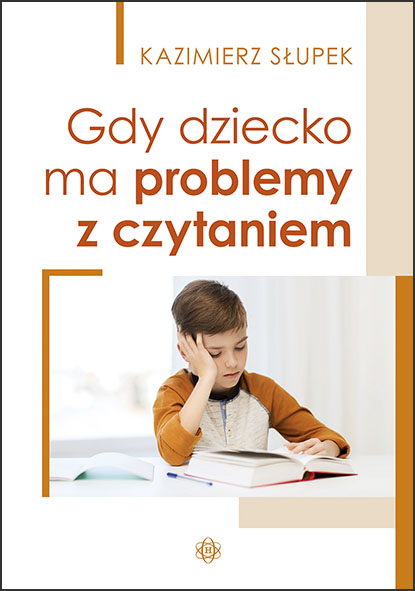 KAZIMIERZ SŁUPEK
Gdy dziecko
ma problemy
z czytaniem
H